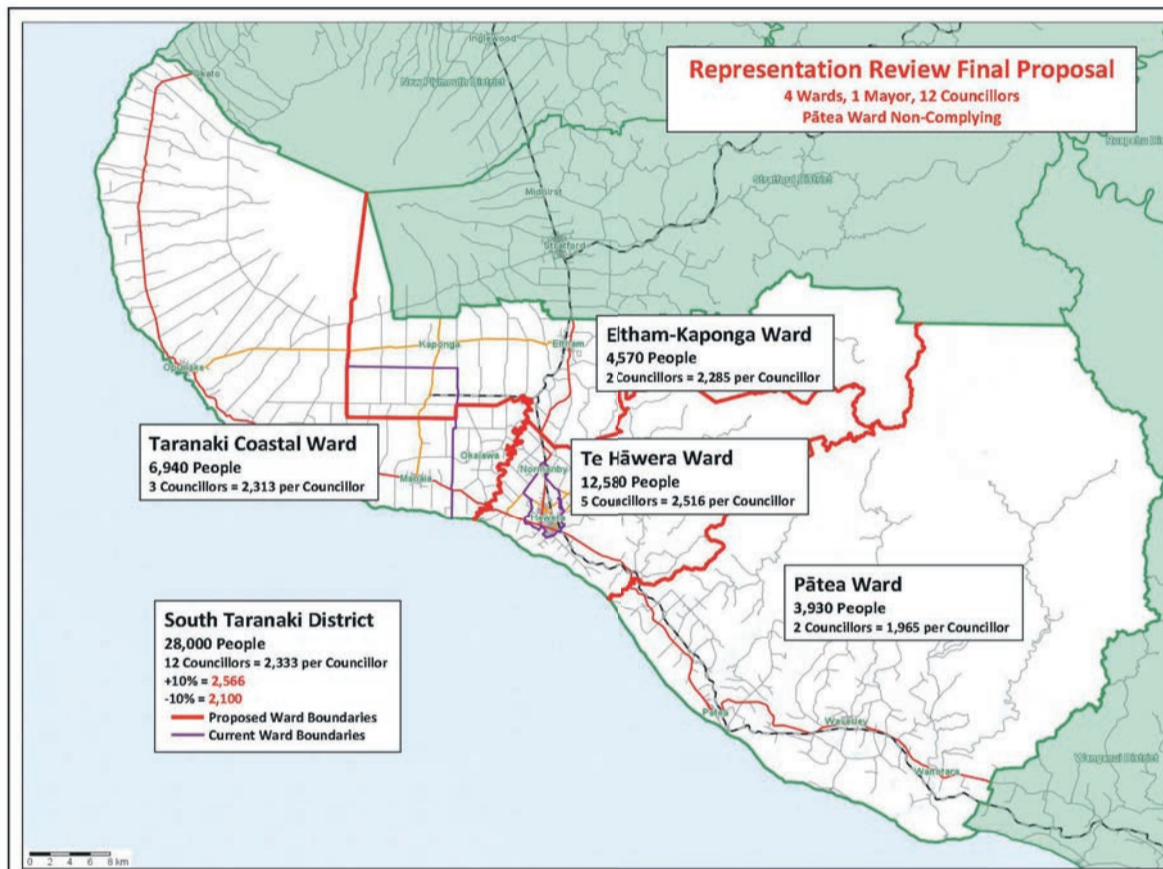 Inglewood
Okato
New Plymouth District
Representation Review Final Proposal
4 Wards, 1 Mayor, 12 Councillors
Pātea Ward Non-Complying
Midhirst
Stratford District
Stratford
Eltham-Kaponga Ward
4,570 People
2 Councillors = 2,285 per Councillor
Kaponga
Eltham
Opunake
Taranaki Coastal Ward
6,940 People
3 Councillors = 2,313 per Councillor
Okaiawa
Manaia
Normanby
Hawera
Te Hāwera Ward
12,580 People
5 Councillors = 2,516 per Councillor
Pātea Ward
3,930 People
2 Councillors = 1,965 per Councillor
South Taranaki District
28,000 People
12 Councillors = 2,333 per Councillor
+10% = 2,566
-10% = 2,100
Proposed Ward Boundaries
Current Ward Boundaries
Patea
Waverley
Waitotara
Wanganui District
0 2 4 6 8 km